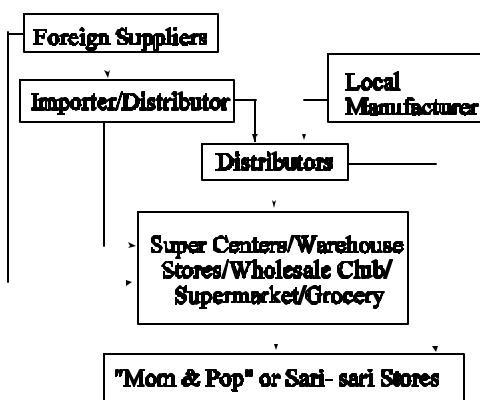 Foreign Suppliers
Importer/Distributor
Local
Manufacturer
Distributors
Super Centers/Warehouse
Stores/Wholesale Club/
Supermarket/Grocery
"Mom & Pop" or Sari- sari Stores